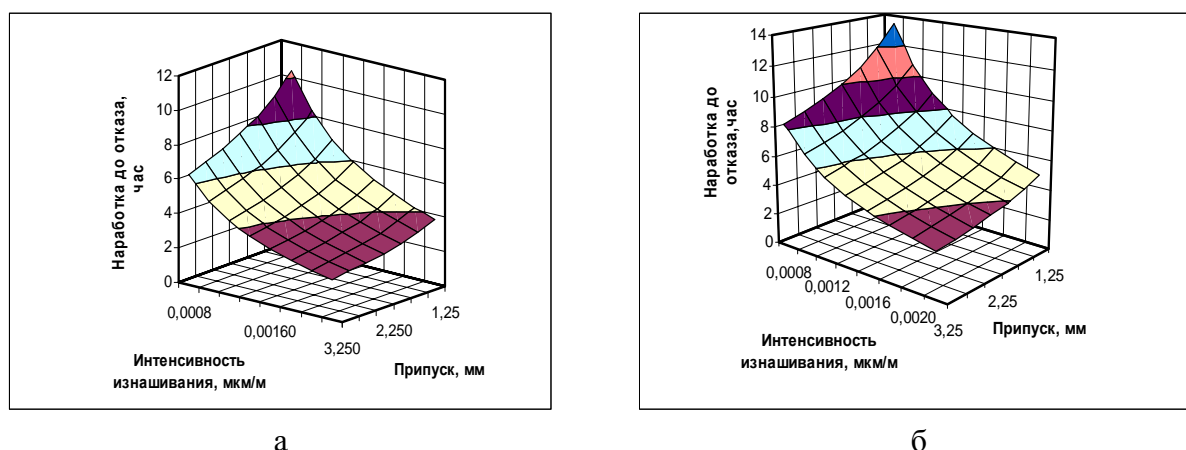 12
10
8
6
4
2
0
Наработка до отказа,
час
0,0008
0,00160
1,25
2,250
3,250
Интенсивность
изнашивания, мкм/м
Припуск, мм
а
14
12
10
8
6
4
2
0
Наработка до
отказа,час
0,0008
0,0012
0,0016
0,0020
1,25
2,25
3,25
Интенсивность
изнашивания, мкм/м
Припуск, мм
б